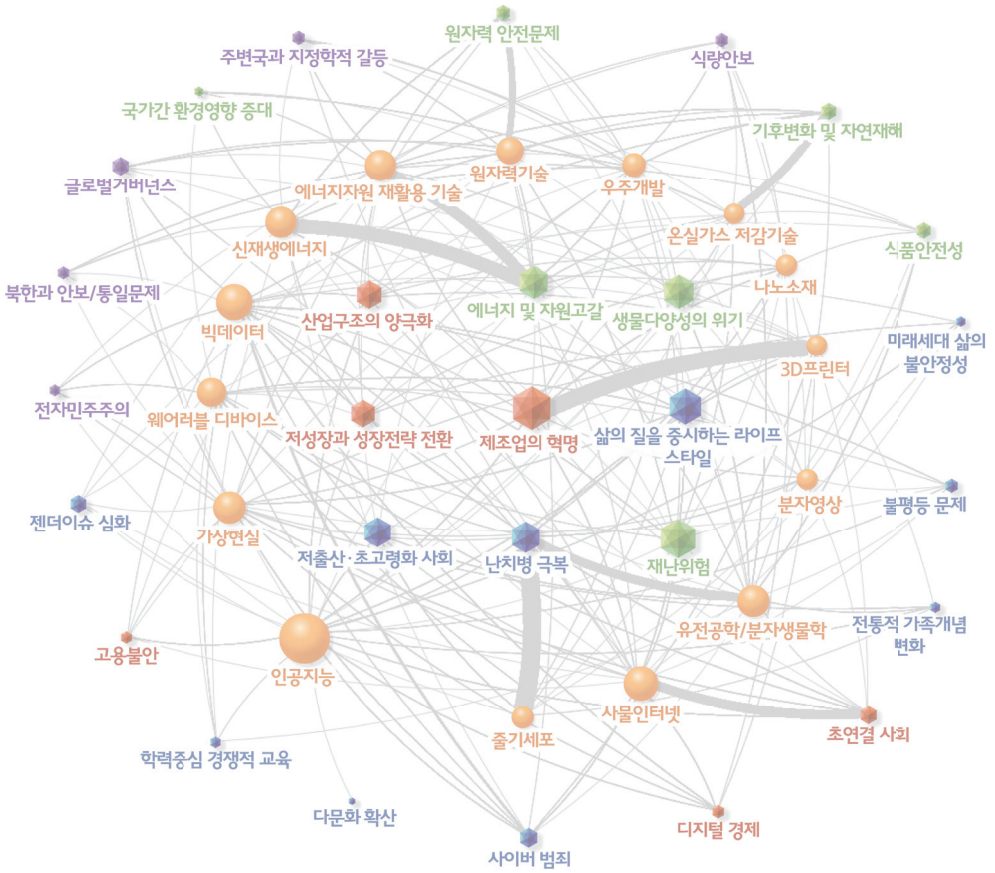 원자력 안전문제
주변국과 지정학적 갈등
식량안보
국가간 환경영향 증대
기후변화 및 자연재해
글로벌거버넌스
에너지자원 재활용 기술
원자력기술
우주개발
신재생에너지
온실가스 저감기술
식품안전성
북한과 안보/통일문제
나노소재
빅데이터
산업구조의 양극화
에너지 및 자원고갈
생물다양성의 위기
미래세대 삶의
불안정성
3D프린터
전자민주주의
웨어러블 디바이스
저성장과 성장전략 전환
제조업의 혁명
삶의 질을 중시하는 라이프
스타일
젠더이슈 심화
가상현실
저출산·초고령화 사회
난치병 극복
재난위험
분자영상
불평등 문제
고용불안
인공지능
유전공학/분자생물학
전통적 가족개념
변화
사물인터넷
줄기세포
초연결 사회
학력중심 경쟁적 교육
다문화 확산
사이버 범죄
디지털 경제